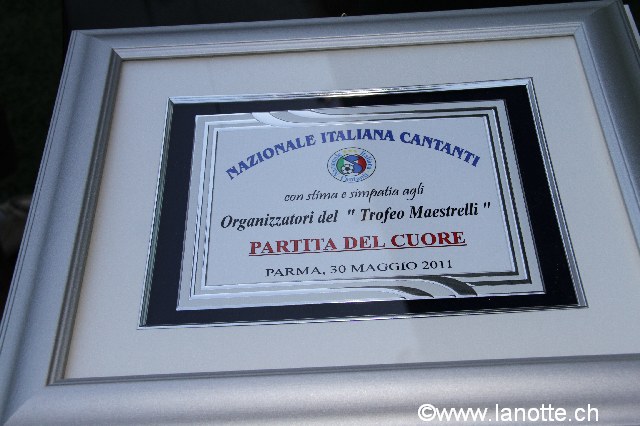 NAZIONALE ITALIANA CANTANTI
con stima e simpatia agli
Organizzatori del " Trofeo Maestrelli "
PARTITA DEL CUORE
PARMA, 30 MAGGIO 2011
©www.lanotte.ch